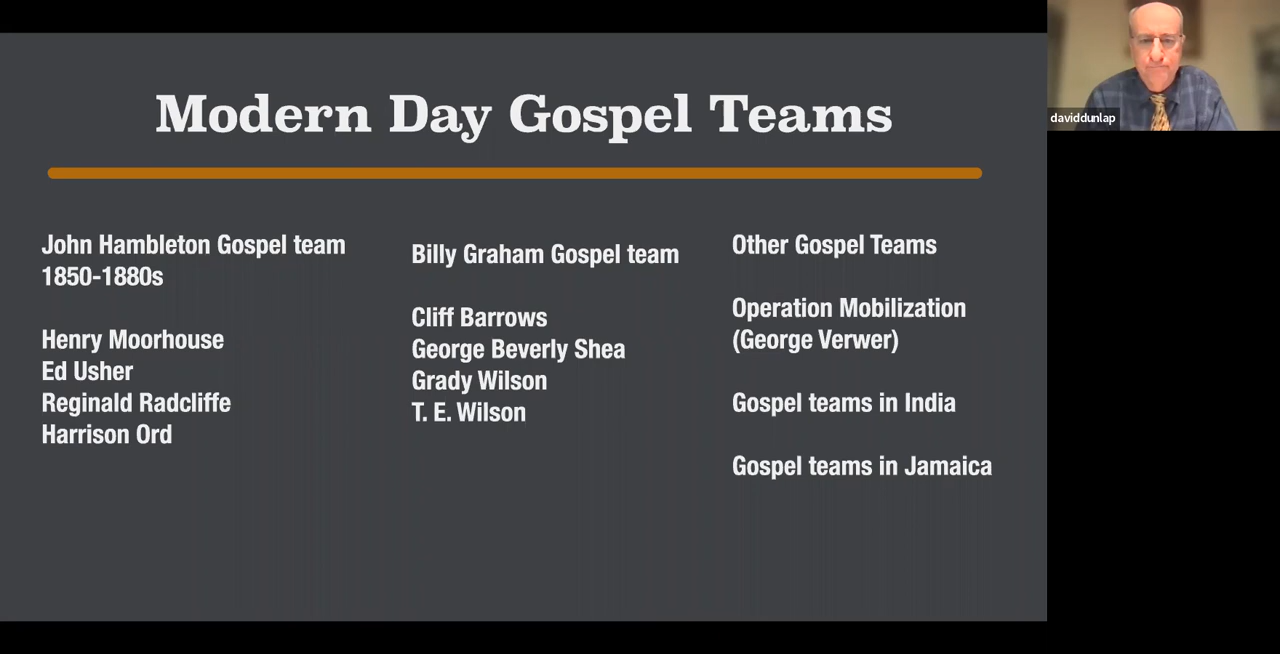 Modern Day Gospel Teams
John Hambleton Gospel team
1850-1880s
Henry Moorhouse
Ed Usher
Reginald Radcliffe
Harrison Ord
Billy Graham Gospel team
Cliff Barrows
George Beverly Shea
Grady Wilson
T. E. Wilson
Other Gospel Teams
Operation Mobilization
(George Verwer)
Gospel teams in India
Gospel teams in Jamaica
daviddunlap